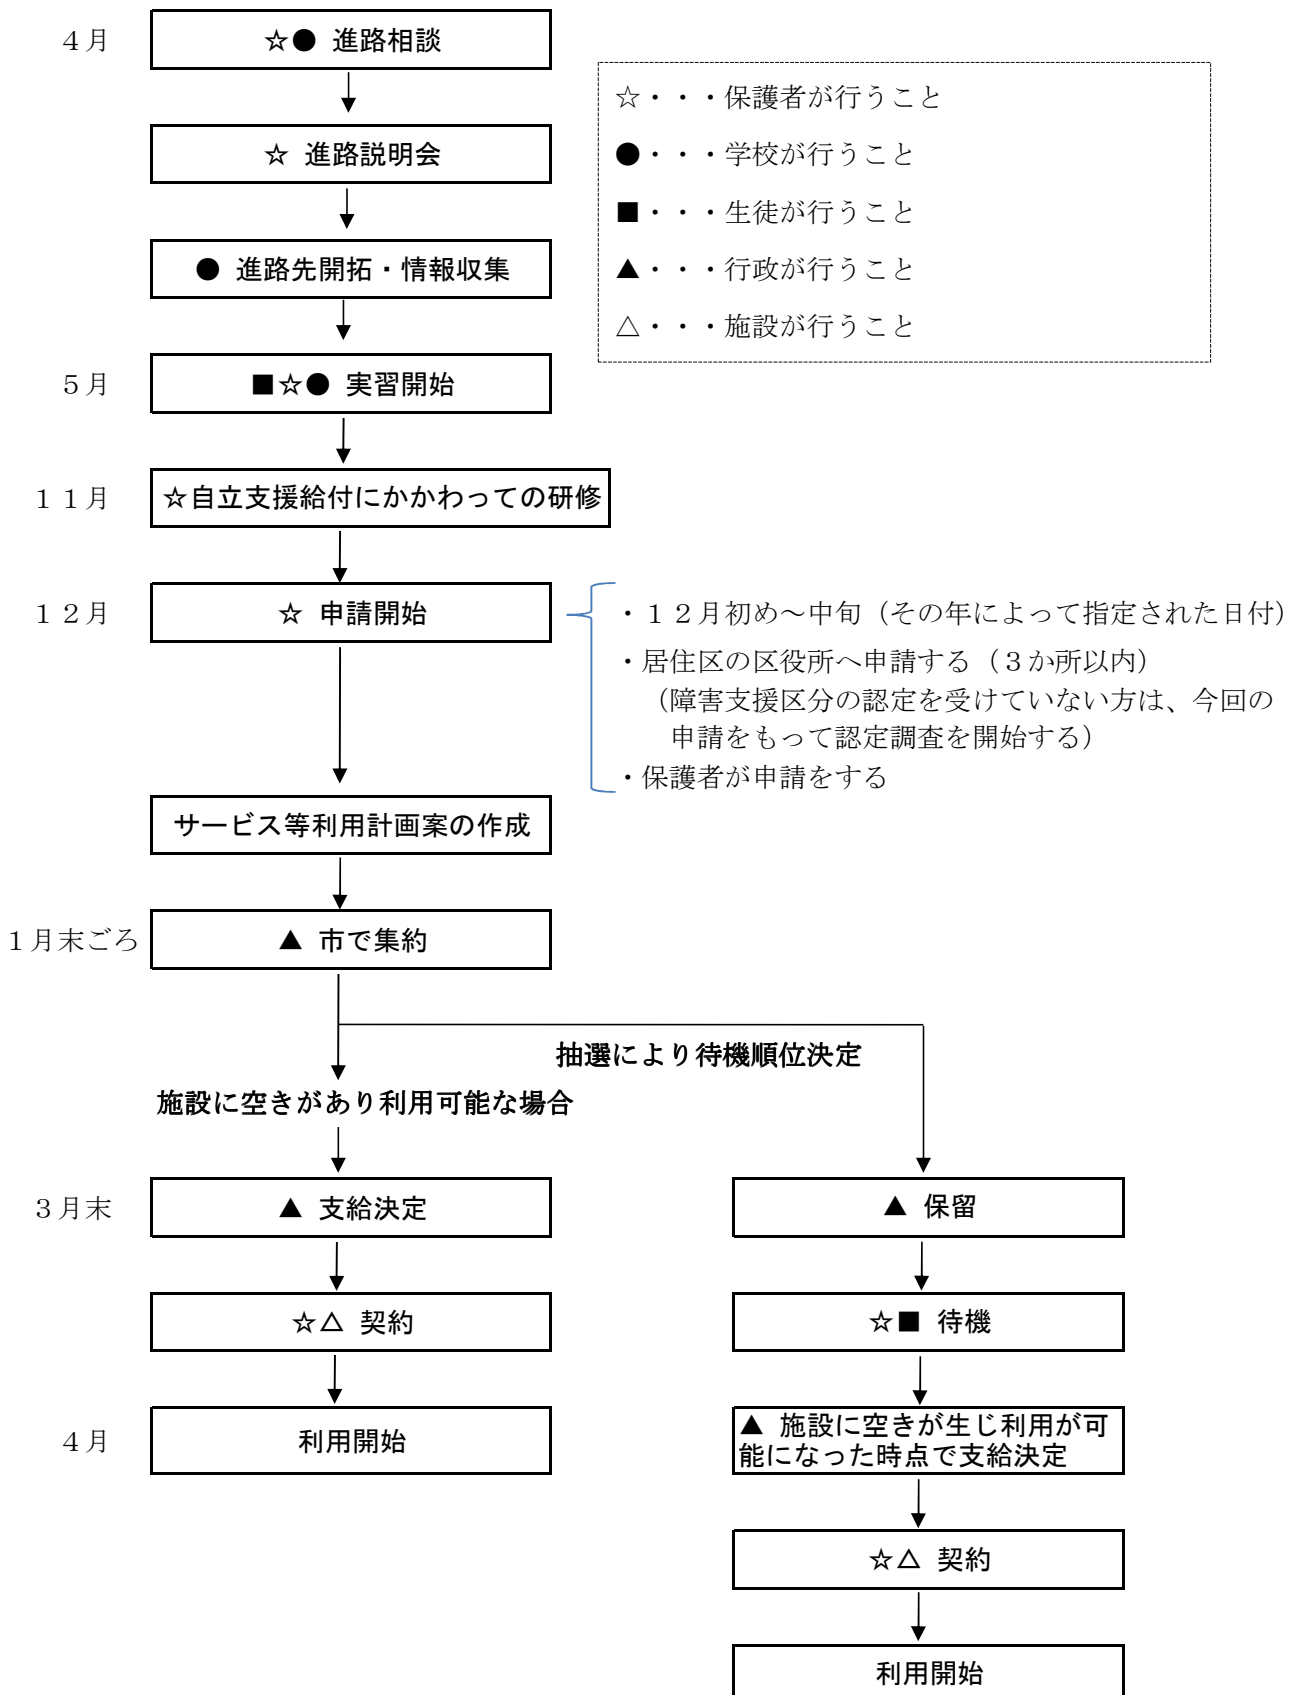 ４月
☆● 進路相談
☆・・・保護者が行うこと
●・・・学校が行うこと
■・・・生徒が行うこと
▲・・・行政が行うこと
△・・・施設が行うこと
☆ 進路説明会
● 進路先開拓・情報収集
５月
■☆● 実習開始
１１月
☆自立支援給付にかかわっての研修
１２月
☆ 申請開始
・１２月初め～中旬（その年によって指定された日付）
・居住区の区役所へ申請する（３か所以内）
（障害支援区分の認定を受けていない方は、今回の
申請をもって認定調査を開始する）
・保護者が申請をする
サービス等利用計画案の作成
１月末ごろ
▲ 市で集約
抽選により待機順位決定
施設に空きがあり利用可能な場合
３月末
▲ 支給決定
▲ 保留
☆△ 契約
☆■ 待機
４月
利用開始
▲ 施設に空きが生じ利用が可
能になった時点で支給決定
☆△ 契約
利用開始